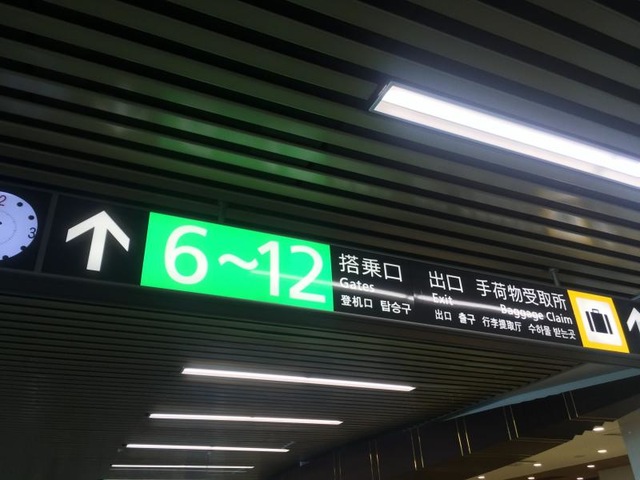 2
3
6~12
搭乗口
Gates
登机口 탑승구
出口 手荷物受取所
Exit Baggage Claim
出口 출구 行李提取厅 수하물 받는곳